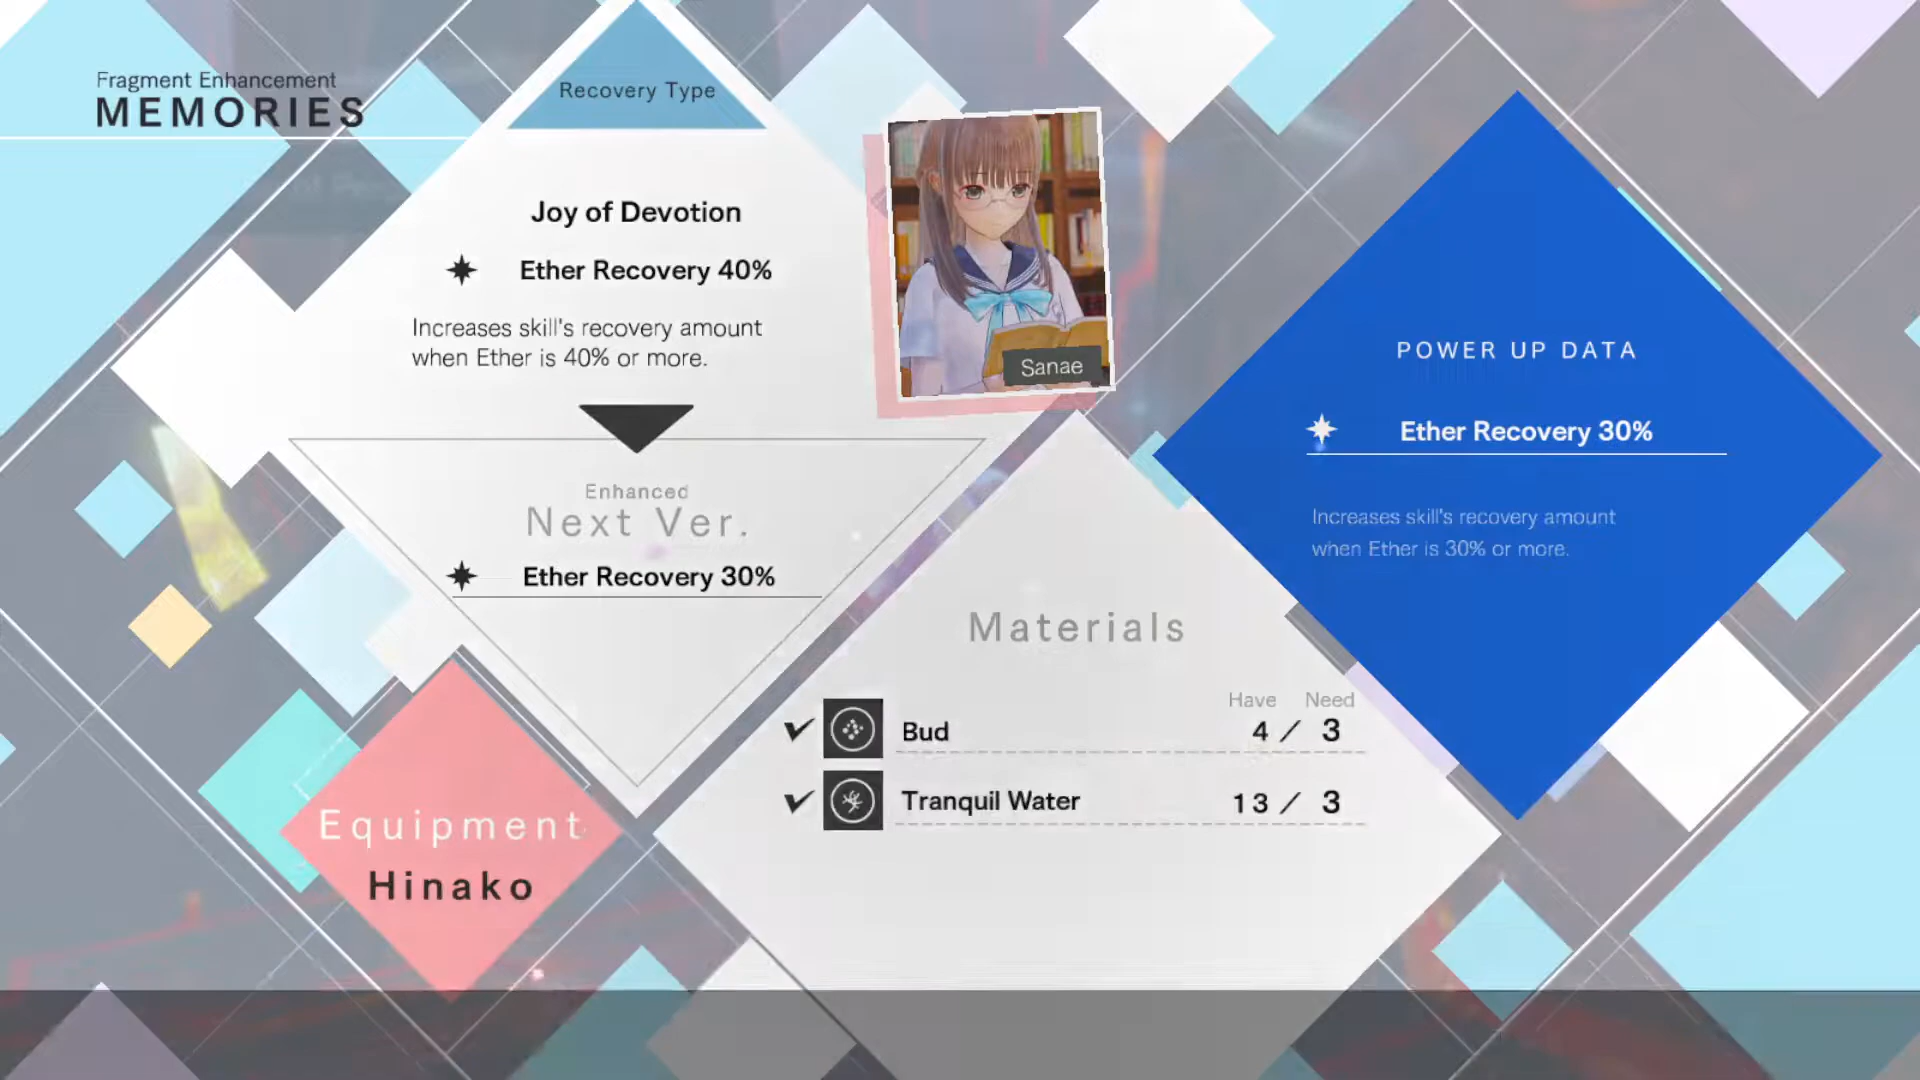 Fragment Enhancement
MEMORIES
Recovery Type
Joy of Devotion
Ether Recovery 40%
Increases skill's recovery amount
when Ether is 40% or more.
Sanae
Enhanced
Next Ver.
Ether Recovery 30%
POWER UP DATA
Ether Recovery 30%
Increases skill's recovery amount
when Ether is 30% or more.
Materials
Have Need
Bud 4 / 3
Tranquil Water 13 / 3
Equipment
Hinako